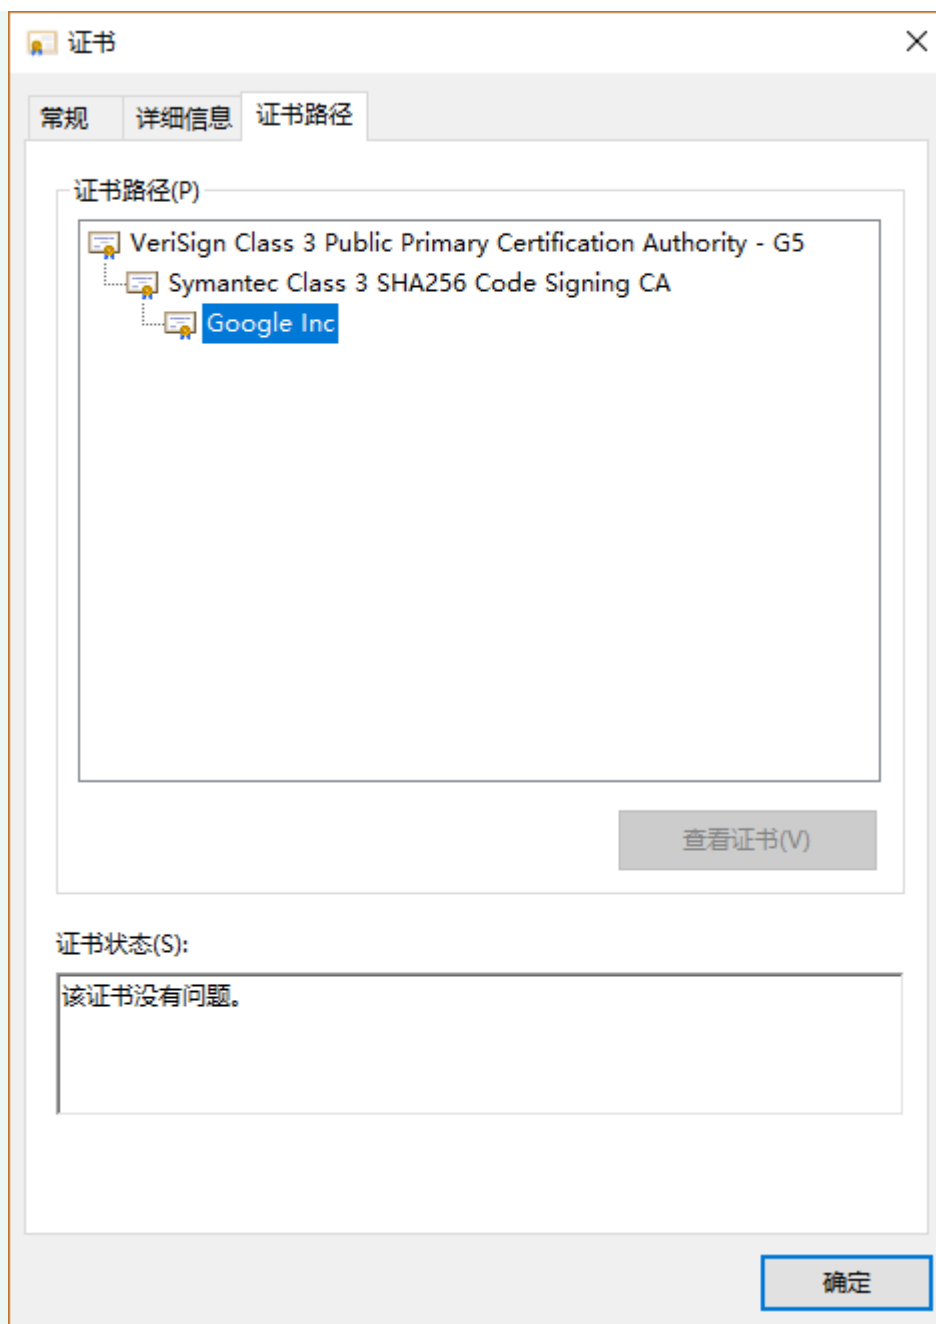 证书
常规
详细信息
证书路径
证书路径(P)
VeriSign Class 3 Public Primary Certification Authority - G5
Symantec Class 3 SHA256 Code Signing CA
Google Inc
查看证书(V)
证书状态(S):
该证书没有问题。
确定